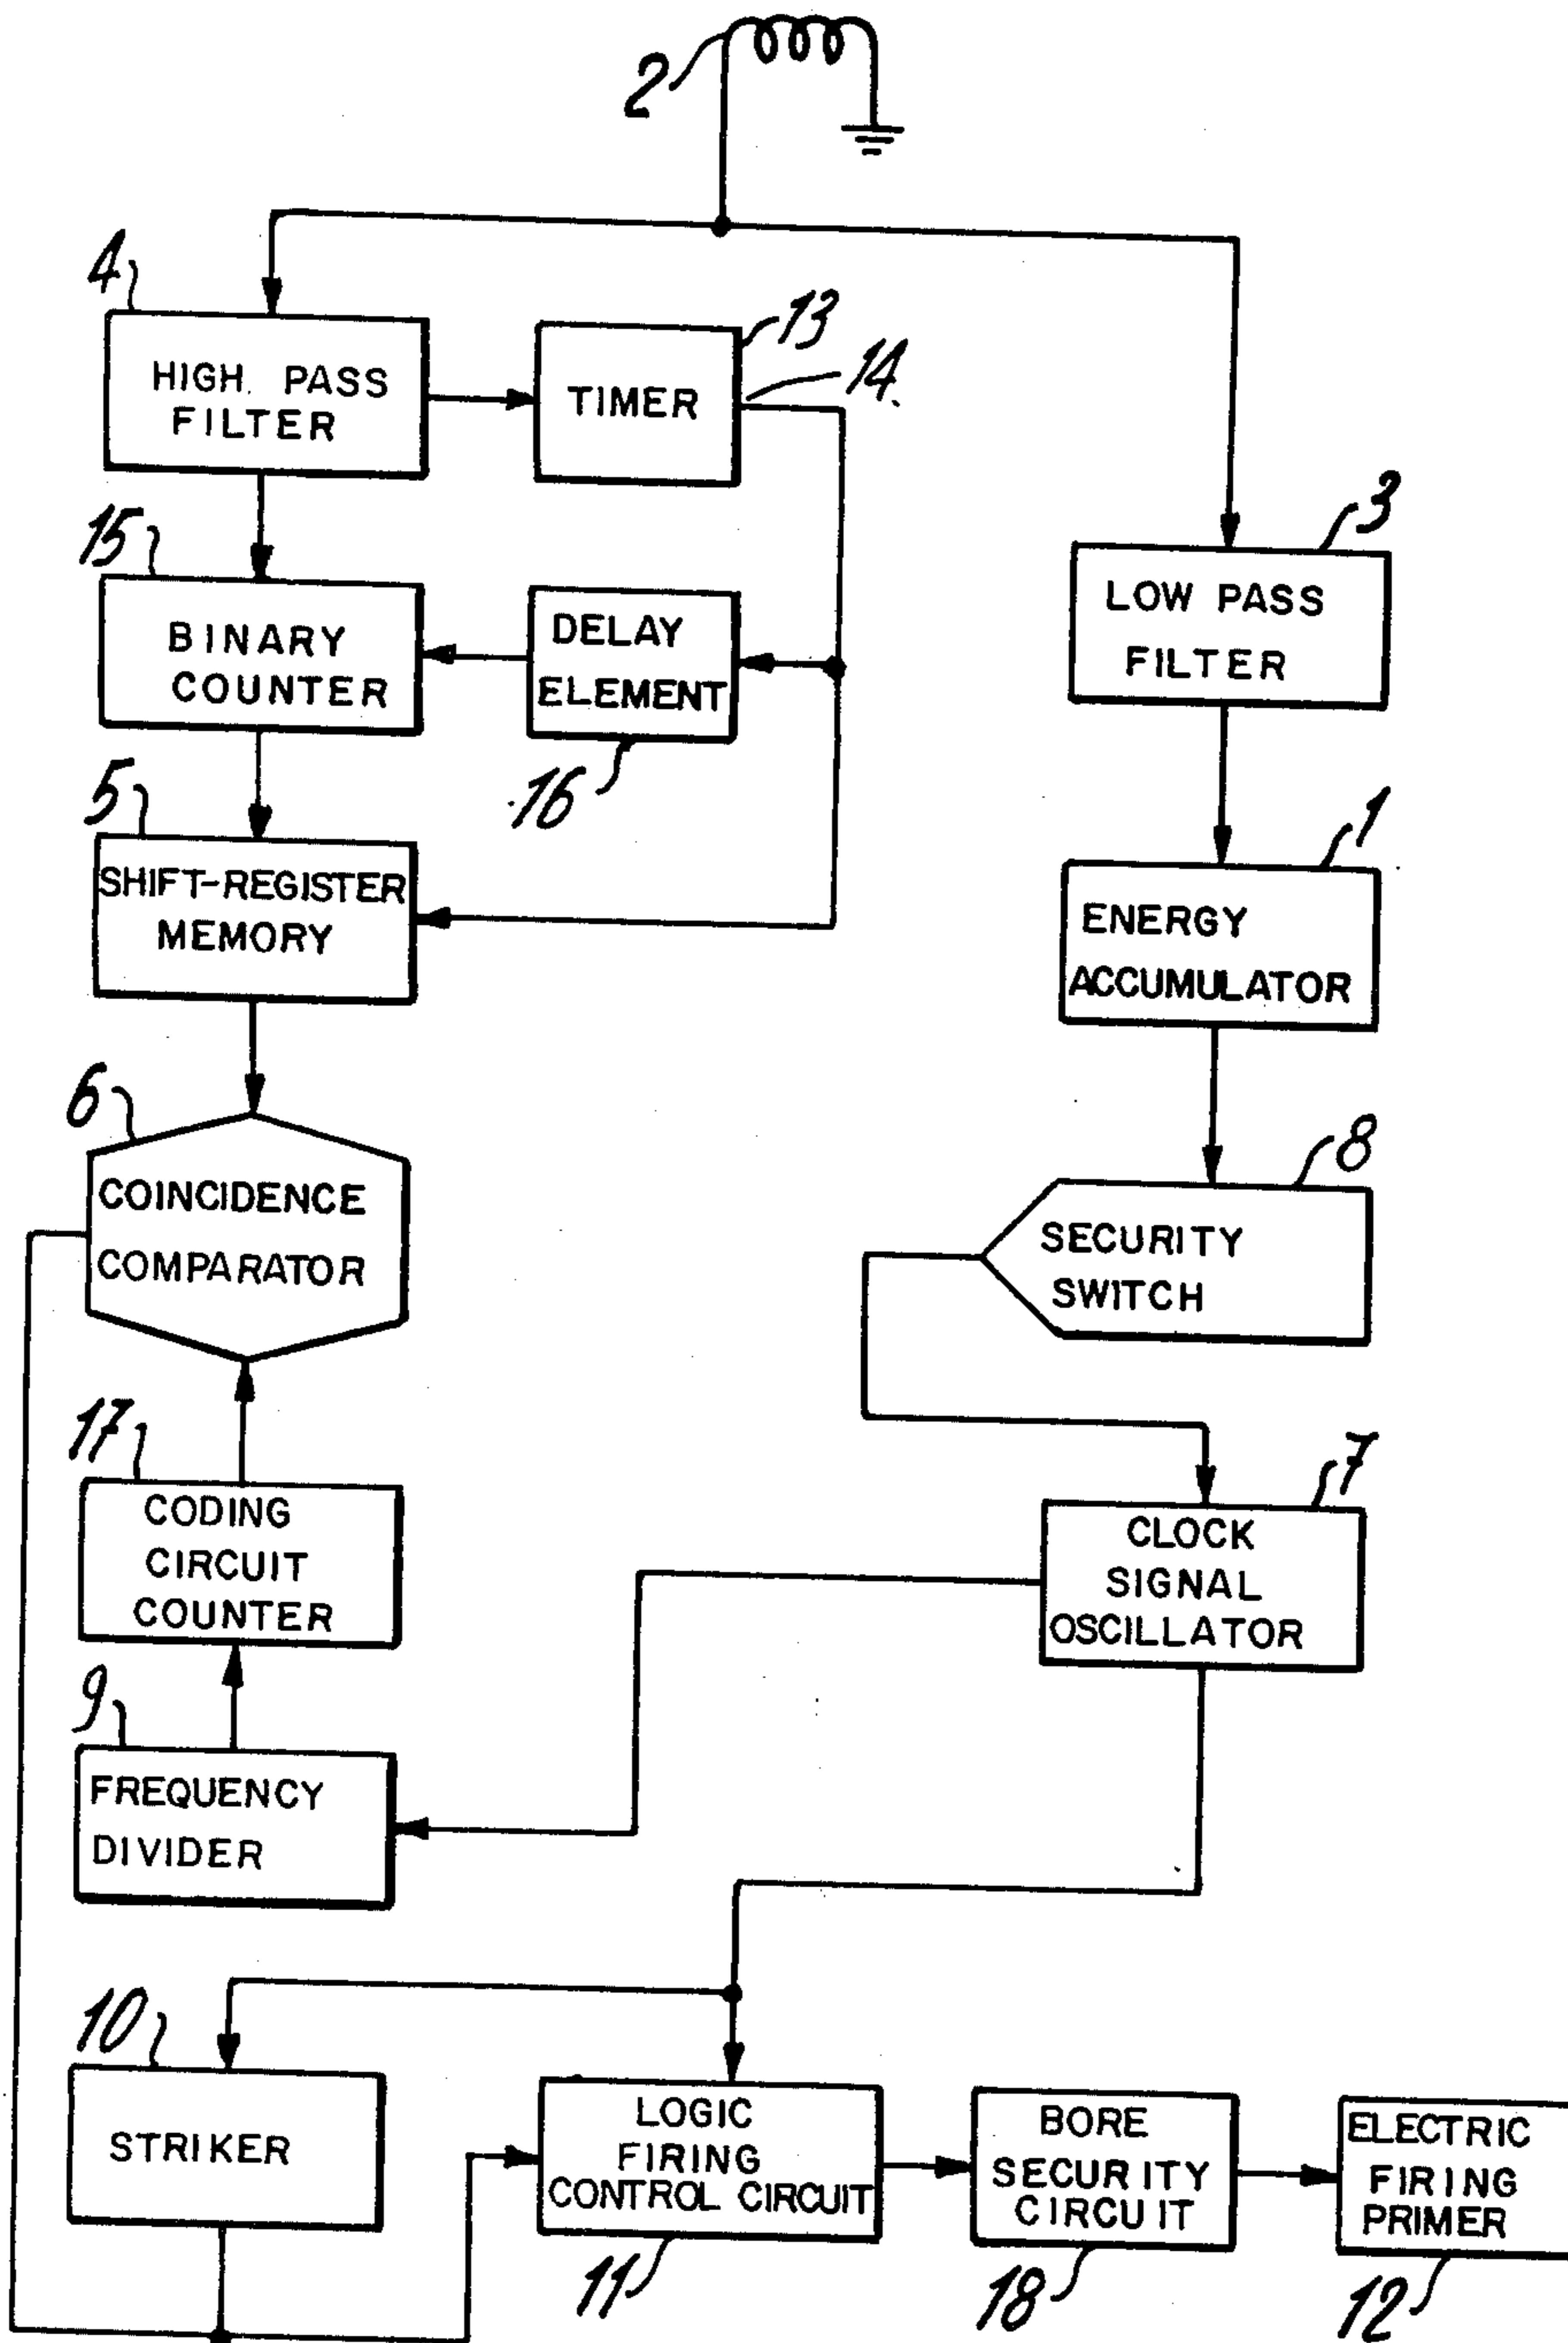 2
4
HIGH. PASS
FILTER
13
TIMER
14.
3
LOW PASS
FILTER
15
BINARY
COUNTER
DELAY
ELEMENT
16
5
SHIFT-REGISTER
MEMORY
1
ENERGY
ACCUMULATOR
6
COINCIDENCE
COMPARATOR
8
SECURITY
SWITCH
17
CODING
CIRCUIT
COUNTER
7
CLOCK
SIGNAL
OSCILLATOR
9
FREQUENCY
DIVIDER
10
STRIKER
LOGIC
FIRING
CONTROL CIRCUIT
11
BORE
SECURITY
CIRCUIT
18
ELECTRIC
FIRING
PRIMER
12